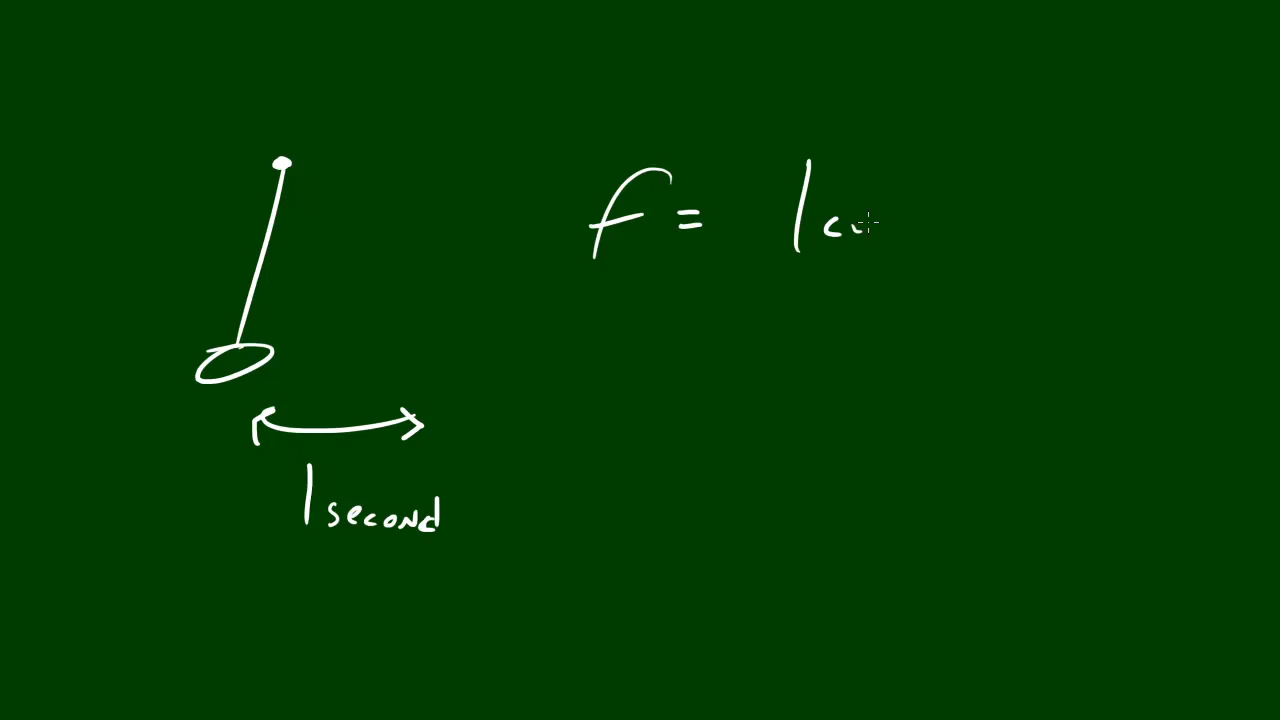 f = 1 c
1 second